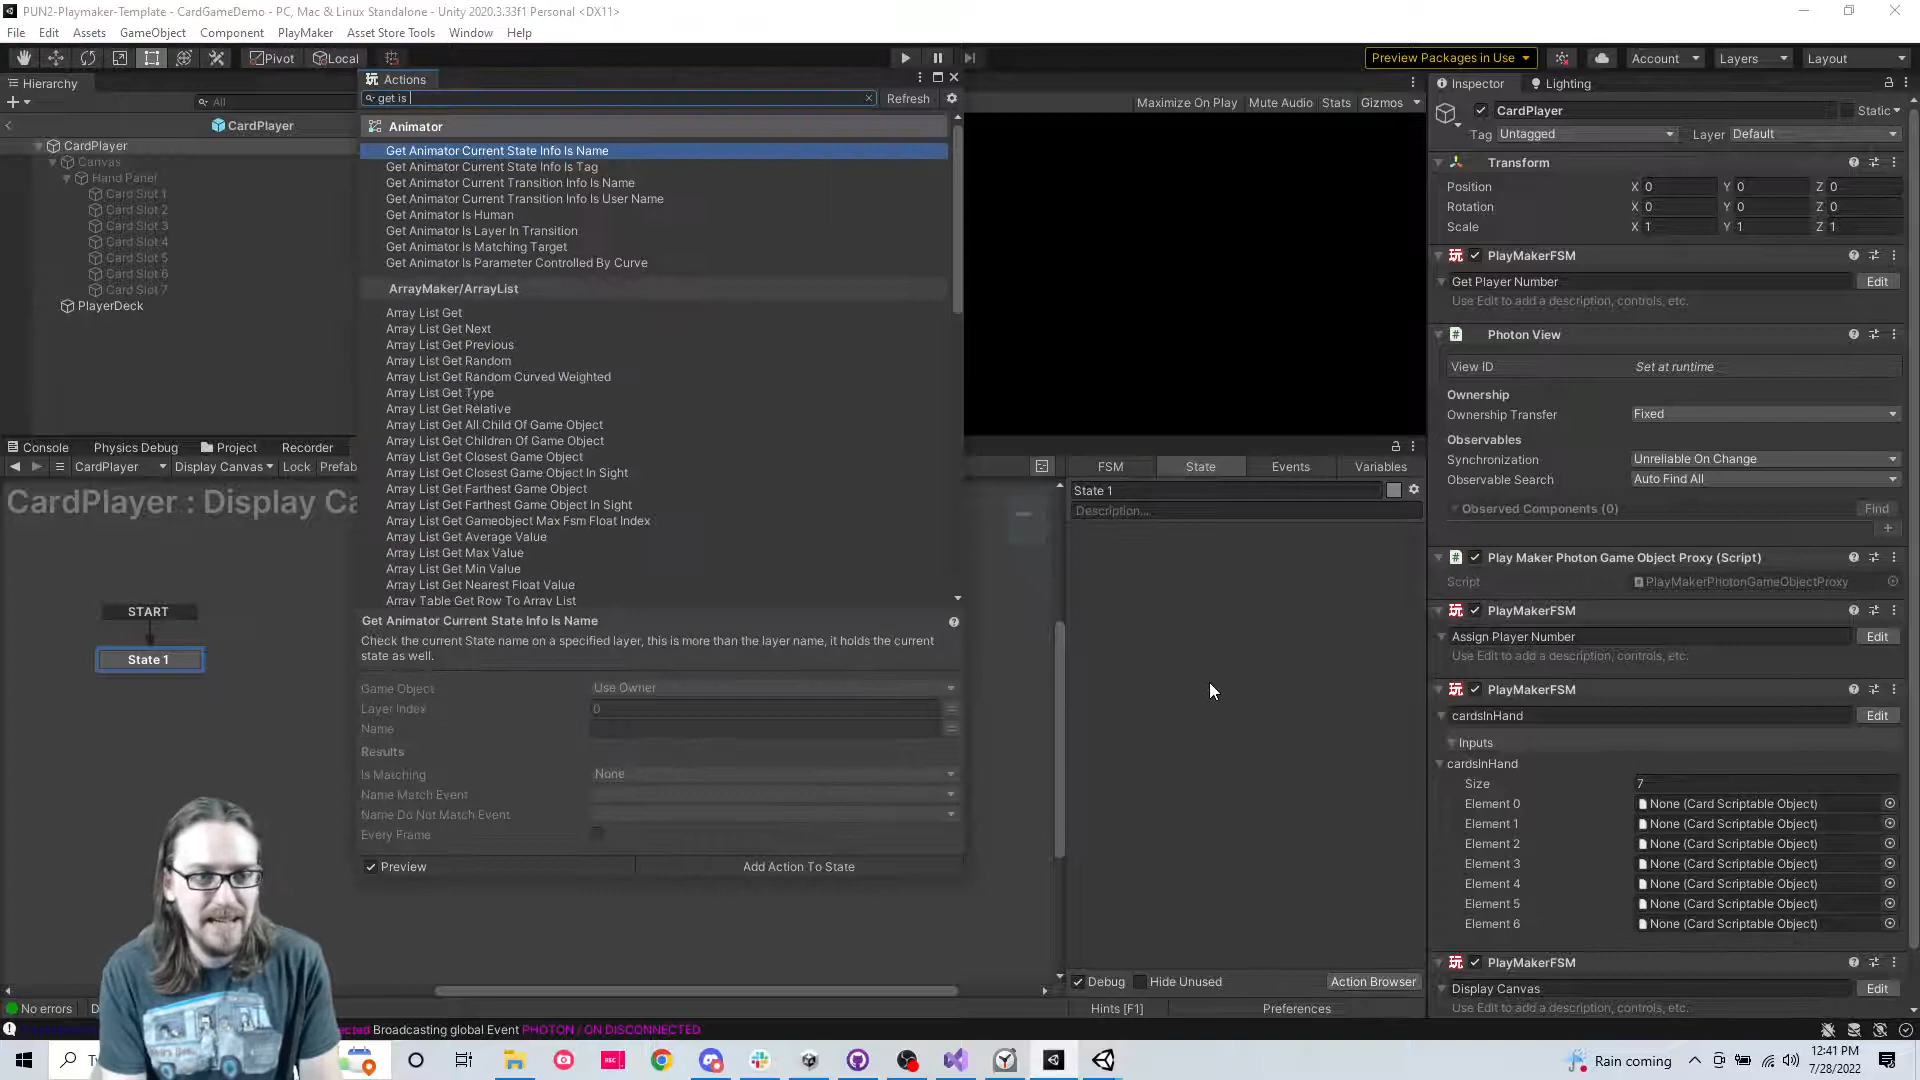 PUN2-Playmaker-Template - CardGameDemo - PC, Mac & Linux Standalone - Unity 2020.3.33f1 Personal <DX11>
File Edit Assets GameObject Component PlayMaker Asset Store Tools Window Help
Pivot Local Preview Packages in Use Account Layers Layout
Hierarchy Actions Inspector Lighting
All get is Refresh Maximize On Play Mute Audio Stats Gizmos
CardPlayer
CardPlayer
Canvas
Hand Panel
Card Slot 1
Card Slot 2
Card Slot 3
Card Slot 4
Card Slot 5
Card Slot 6
Card Slot 7
PlayerDeck
Animator
Get Animator Current State Info Is Name
Get Animator Current State Info Is Tag
Get Animator Current Transition Info Is Name
Get Animator Current Transition Info Is User Name
Get Animator Is Human
Get Animator Is Layer In Transition
Get Animator Is Matching Target
Get Animator Is Parameter Controlled By Curve
ArrayMaker/ArrayList
Array List Get
Array List Get Next
Array List Get Previous
Array List Get Random
Array List Get Random Curved Weighted
Array List Get Type
Array List Get Relative
Array List Get All Child Of Game Object
Array List Get Children Of Game Object
Array List Get Closest Game Object
Array List Get Closest Game Object In Sight
Array List Get Farthest Game Object
Array List Get Farthest Game Object In Sight
Array List Get Gameobject Max Fsm Float Index
Array List Get Average Value
Array List Get Max Value
Array List Get Min Value
Array List Get Nearest Float Value
Array Table Get Row To Array List
Get Animator Current State Info Is Name
Check the current State name on a specified layer, this is more than the layer name, it holds the current
state as well.
Game Object Use Owner
Layer Index 0
Name
Results
Is Matching None
Name Match Event
Name Do Not Match Event
Every Frame
Preview Add Action To State
Console Physics Debug Project Recorder
CardPlayer Display Canvas Lock Prefab
CardPlayer : Display Ca
START
State 1
FSM State Events Variables
State 1
Description...
Debug Hide Unused Action Browser
Hints [F1] Preferences
CardPlayer Static
Tag Untagged Layer Default
Transform
Position X 0 Y 0 Z 0
Rotation X 0 Y 0 Z 0
Scale X 1 Y 1 Z 1
PlayMakerFSM
Get Player Number Edit
Use Edit to add a description, controls, etc.
Photon View
View ID Set at runtime
Ownership
Ownership Transfer Fixed
Observables
Synchronization Unreliable On Change
Observable Search Auto Find All
Observed Components (0) Find
Play Maker Photon Game Object Proxy (Script)
Script PlayMakerPhotonGameObjectProxy
PlayMakerFSM
Assign Player Number Edit
Use Edit to add a description, controls, etc.
PlayMakerFSM
cardsInHand Edit
Inputs
cardsInHand
Size 7
Element 0 None (Card Scriptable Object)
Element 1 None (Card Scriptable Object)
Element 2 None (Card Scriptable Object)
Element 3 None (Card Scriptable Object)
Element 4 None (Card Scriptable Object)
Element 5 None (Card Scriptable Object)
Element 6 None (Card Scriptable Object)
PlayMakerFSM
Display Canvas Edit
Use Edit to add a description, controls, etc.
No errors D
Broadcasting global Event PHOTON / ON DISCONNECTED
REC Rain coming 12:41 PM
7/28/2022